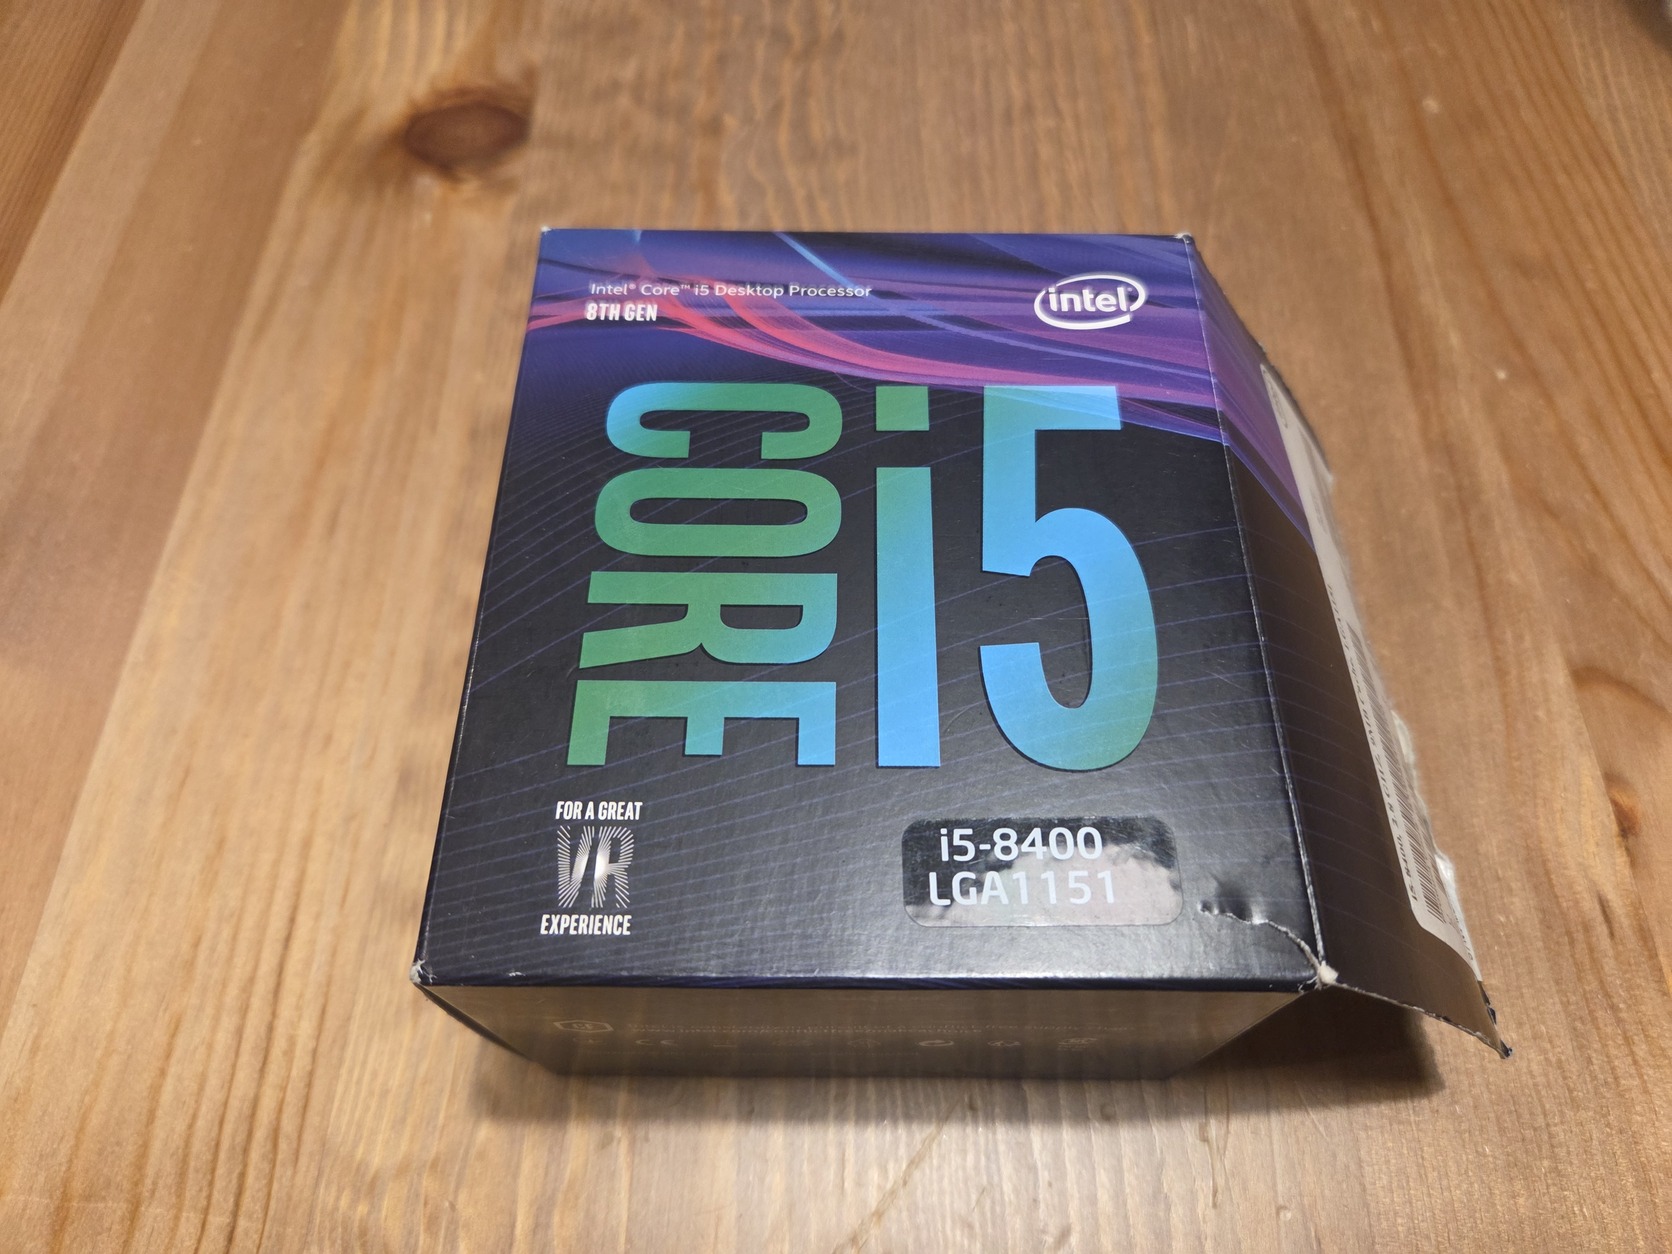 Intel® Core™ i5 Desktop Processor
8TH GEN
intel®
CORE i5
FOR A GREAT
VR
EXPERIENCE
i5-8400
LGA1151